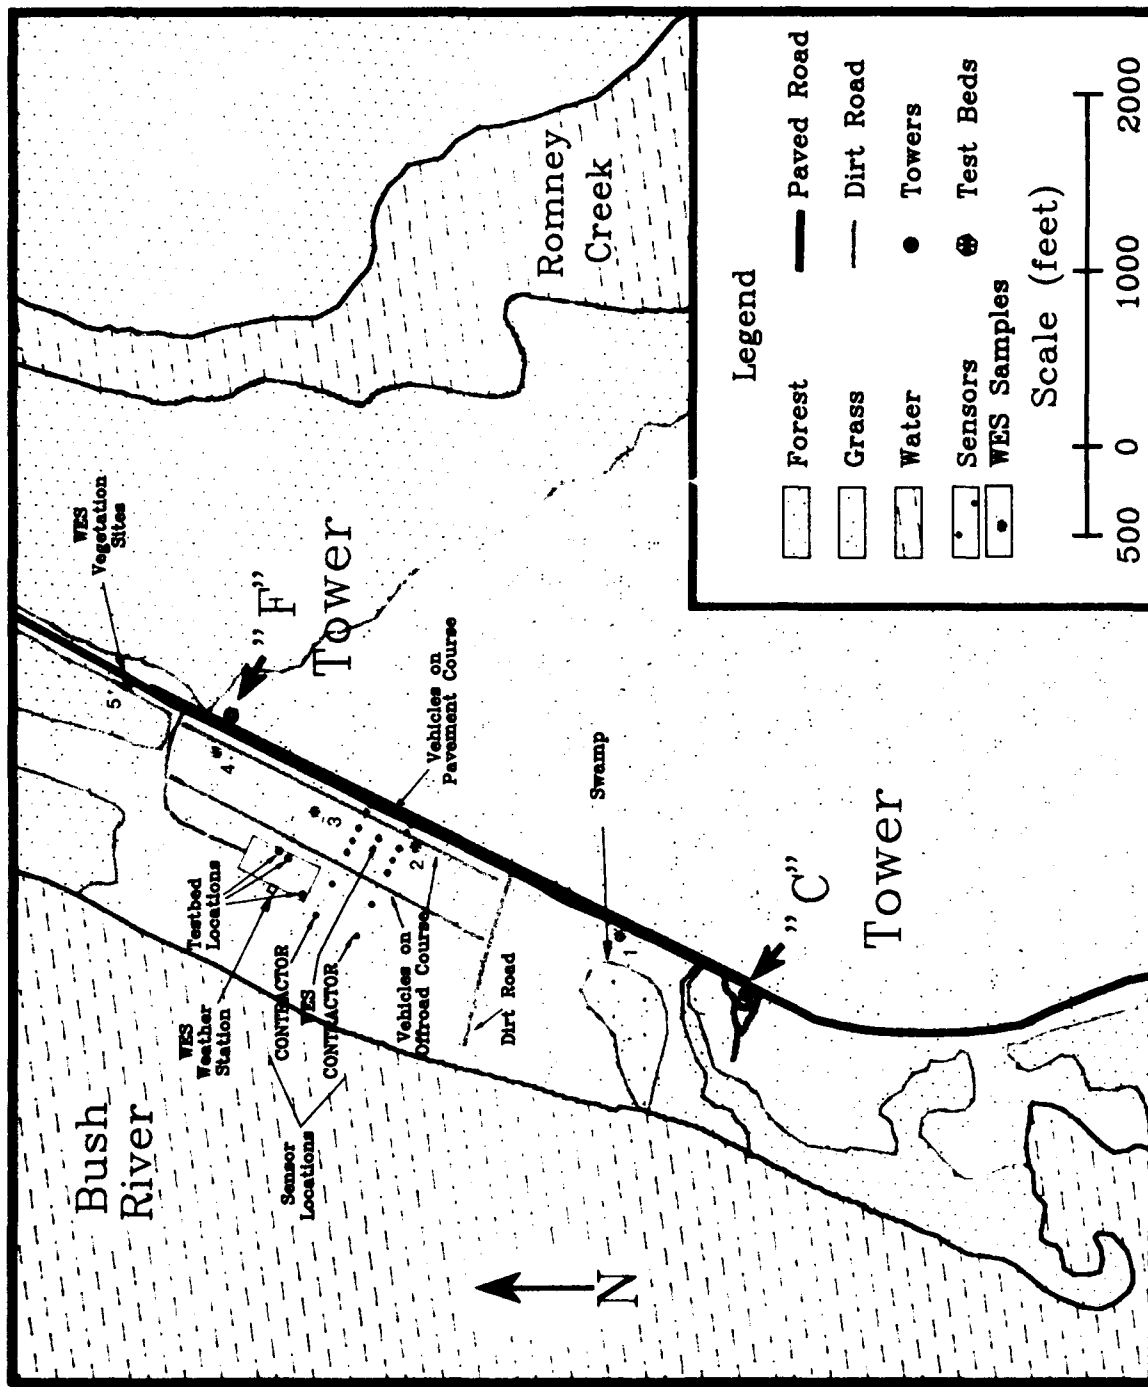 Bush
River
WES
Weather
Station
Testbed
Locations
CONTRACTOR
WES
CONTRACTOR
Sensor
Locations
Vehicles on
Offroad Course
Dirt Road
WES
Vegetation
Sites
5'
4
3
2
1
"F"
Tower
Vehicles on
Pavement Course
Swamp
"C"
Tower
Romney
Creek
N
Legend
Forest
Grass
Water
Sensors
WES Samples
Paved Road
Dirt Road
Towers
Test Beds
Scale (feet)
500 0 1000 2000